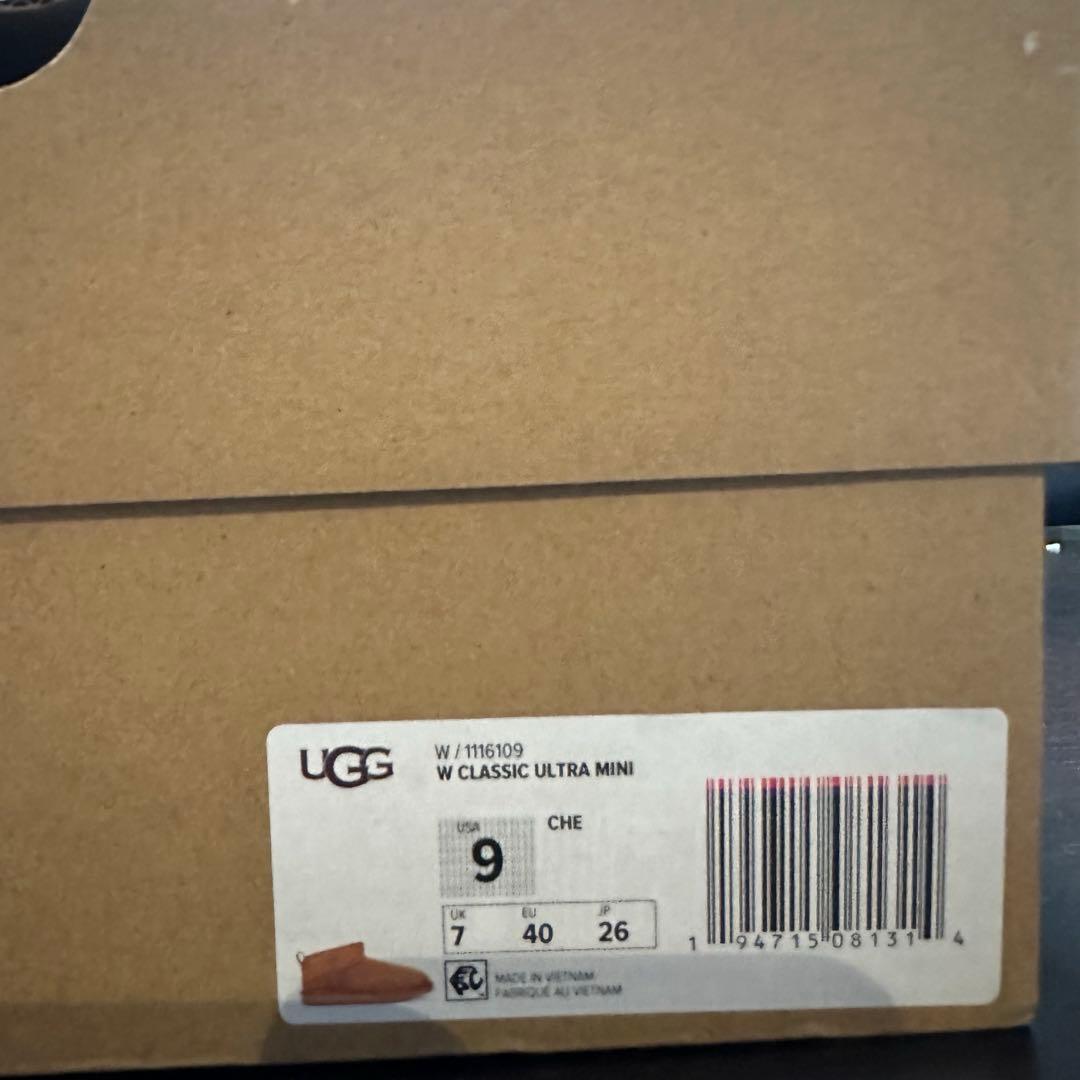 UGG
W / 1116109
W CLASSIC ULTRA MINI
USA
9
CHE
UK
7
EU
40
JP
26
MADE IN VIETNAM
FABRIQUÉ AU VIETNAM
1 94715 08131 4